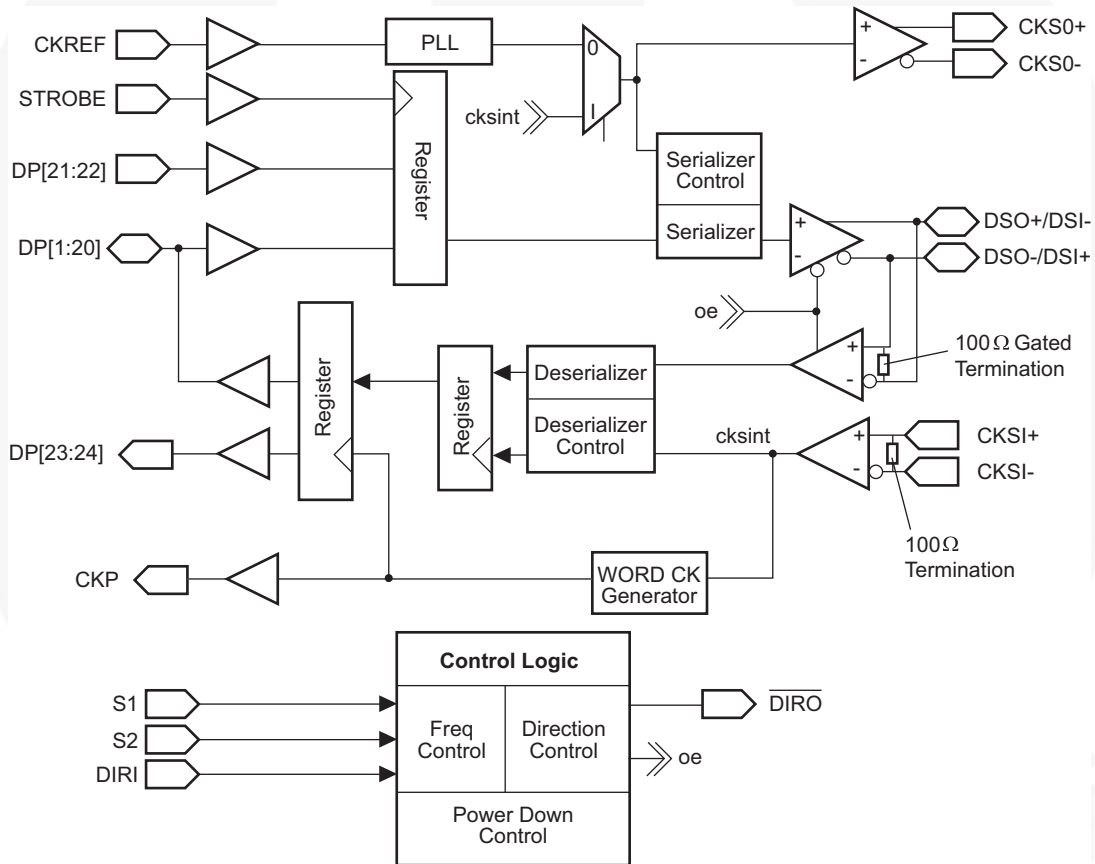 CKREF
PLL
0
+
-
CKS0+
CKS0-
STROBE
cksint
I
DP[21:22]
Register
Serializer
Control
Serializer
DP[1:20]
+
-
DSO+/DSI-
DSO-/DSI+
oe
+
-
100Ω Gated
Termination
Register
Register
Deserializer
Deserializer
Control
cksint
+
-
CKSI+
CKSI-
DP[23:24]
100Ω
Termination
CKP
WORD CK
Generator
Control Logic
S1
S2
DIRI
Freq
Control
Direction
Control
DIRO
oe
Power Down
Control